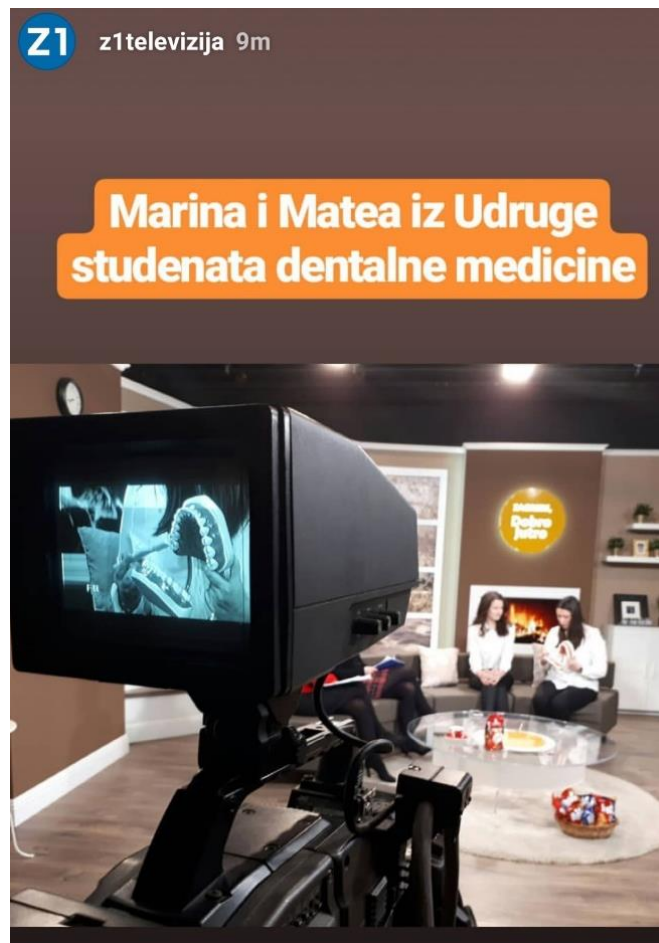 Z1 z1televizija 9m
Marina i Matea iz Udruge
studenata dentalne medicine
Dobro
jutro